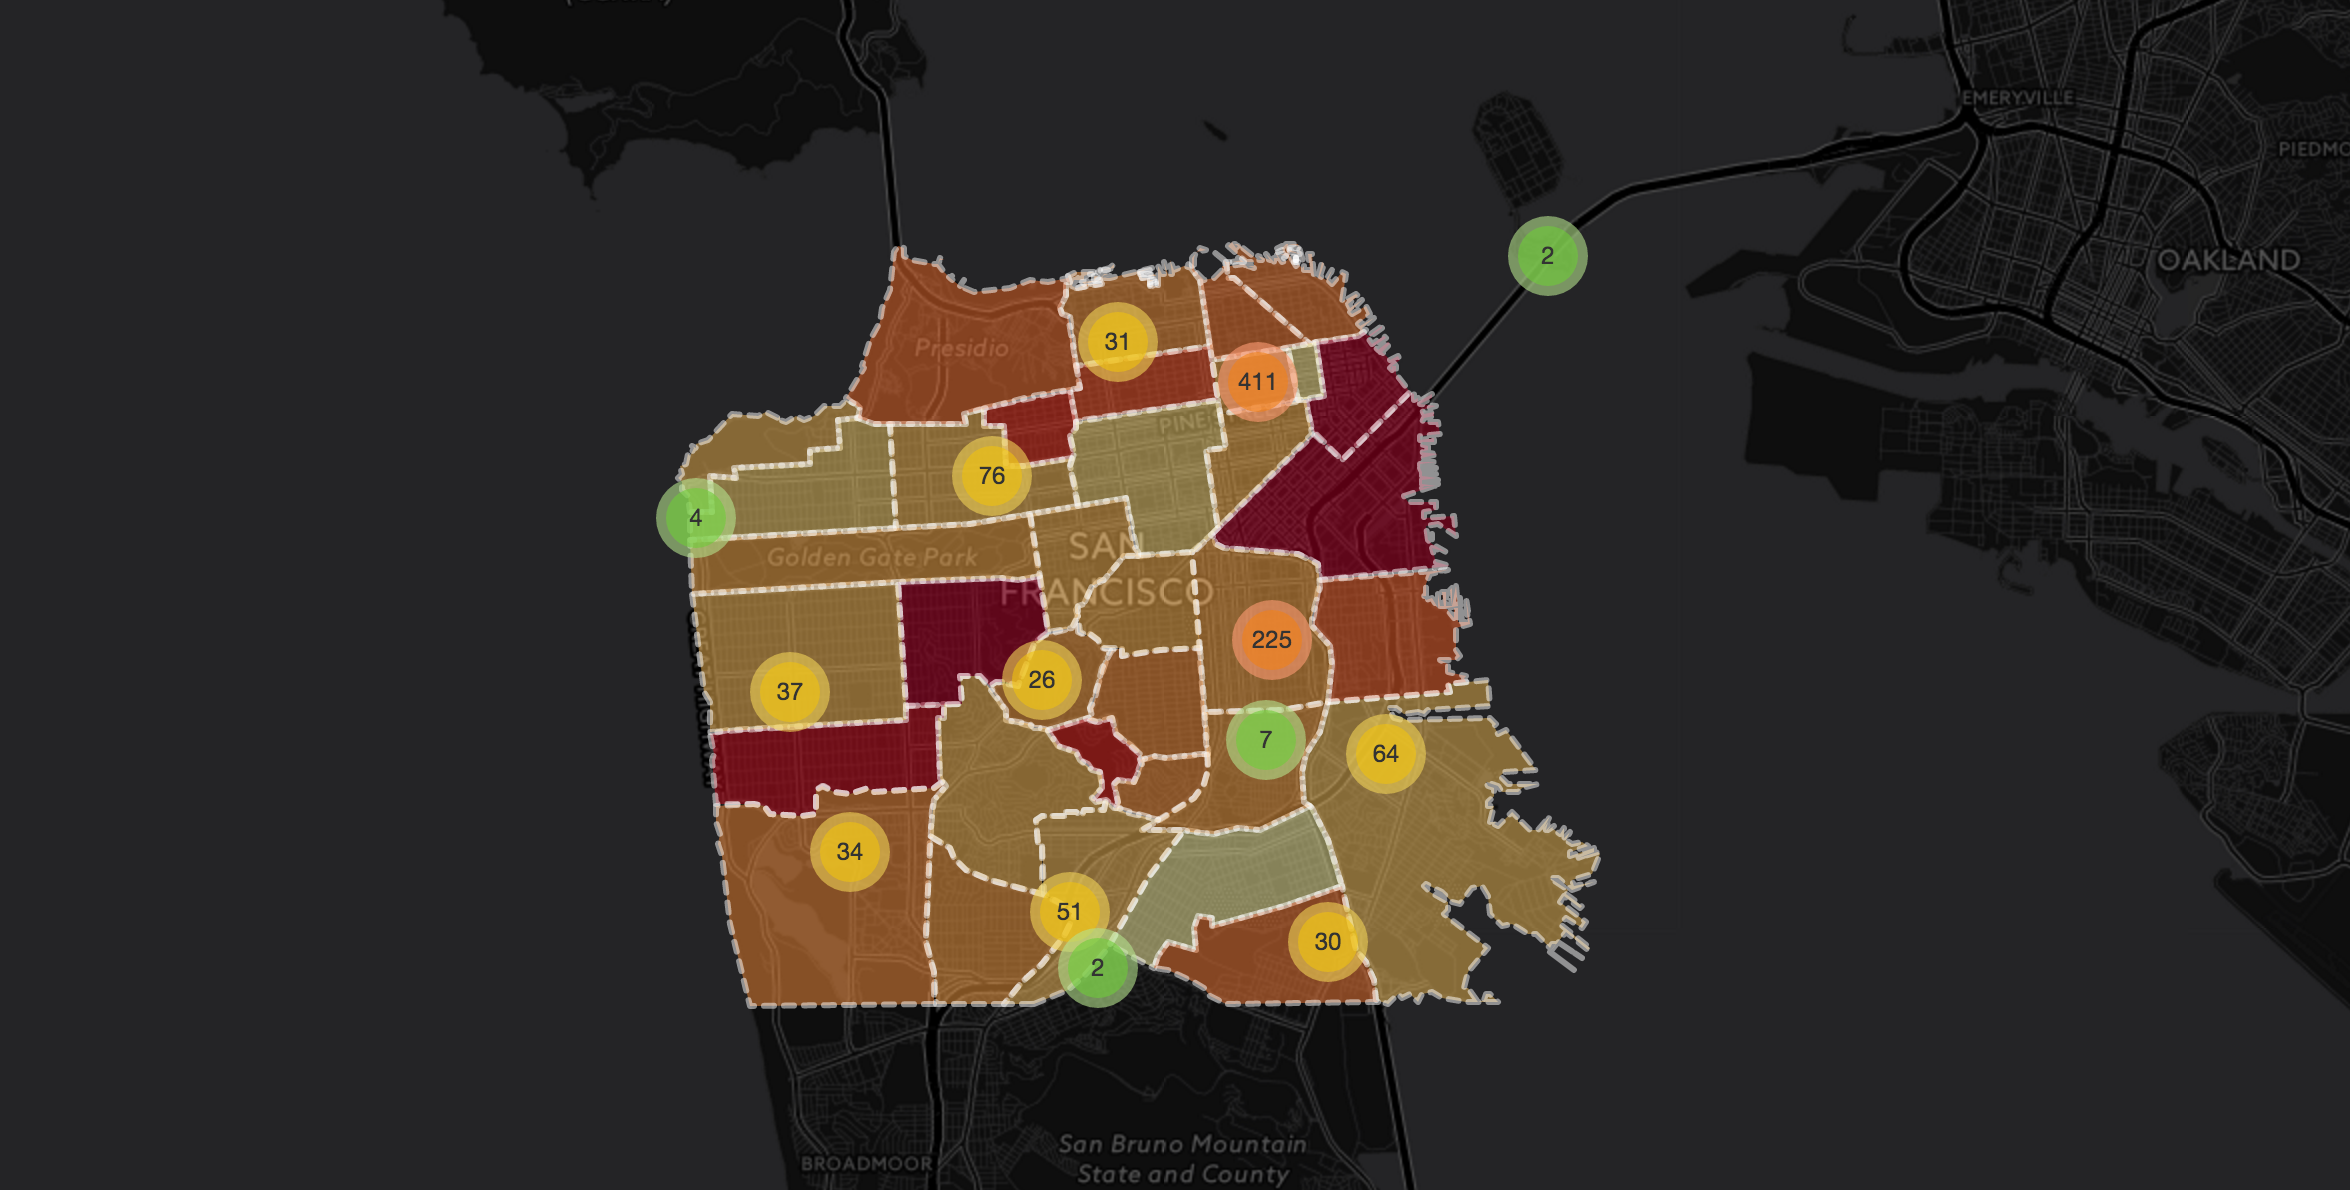 EMERYVILLE
PIEDMO
2
OAKLAND
31
Presidio
411
PINE
76
4
SAN
FRANCISCO
Golden Gate Park
225
26
37
7
64
34
51
30
2
San Bruno Mountain
State and County
BROADMOOR